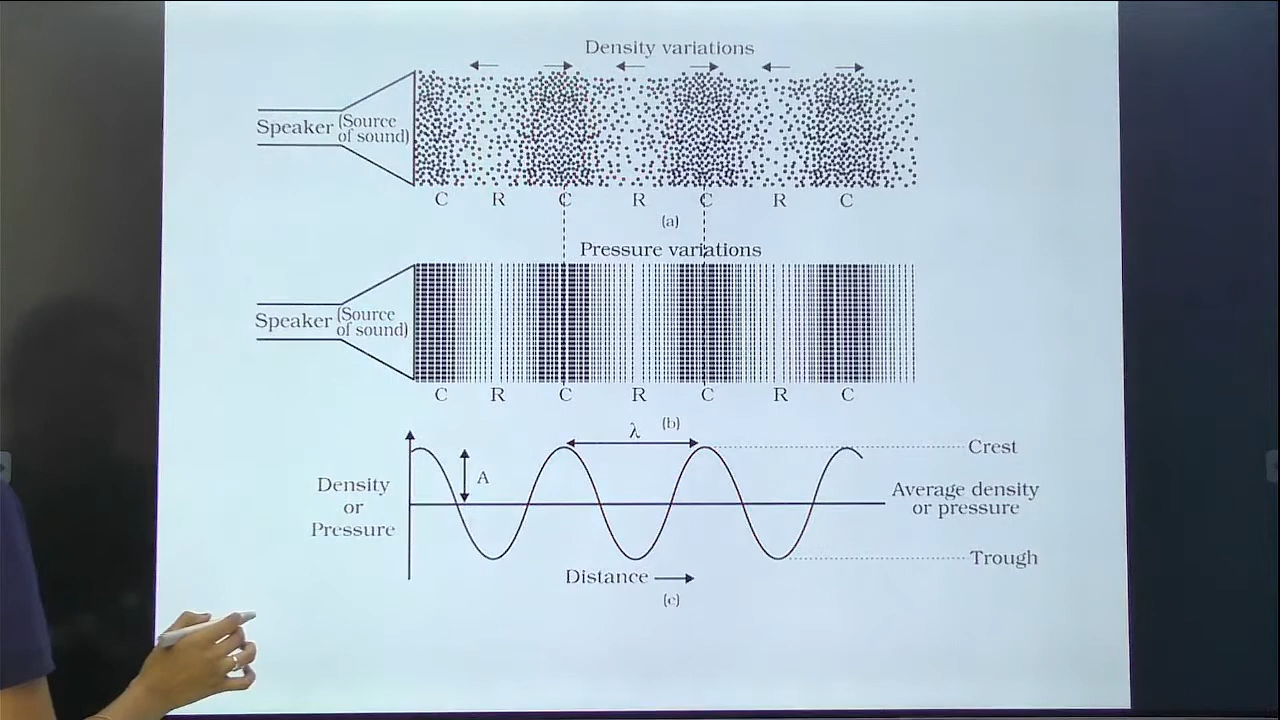 Density variations
Speaker (Source
of sound)
C R C R C R C
(a)
Pressure variations
Speaker (Source
of sound)
C R C R C R C
(b)
λ
Crest
A
Density
or
Pressure
Average density
or pressure
Trough
Distance
(c)